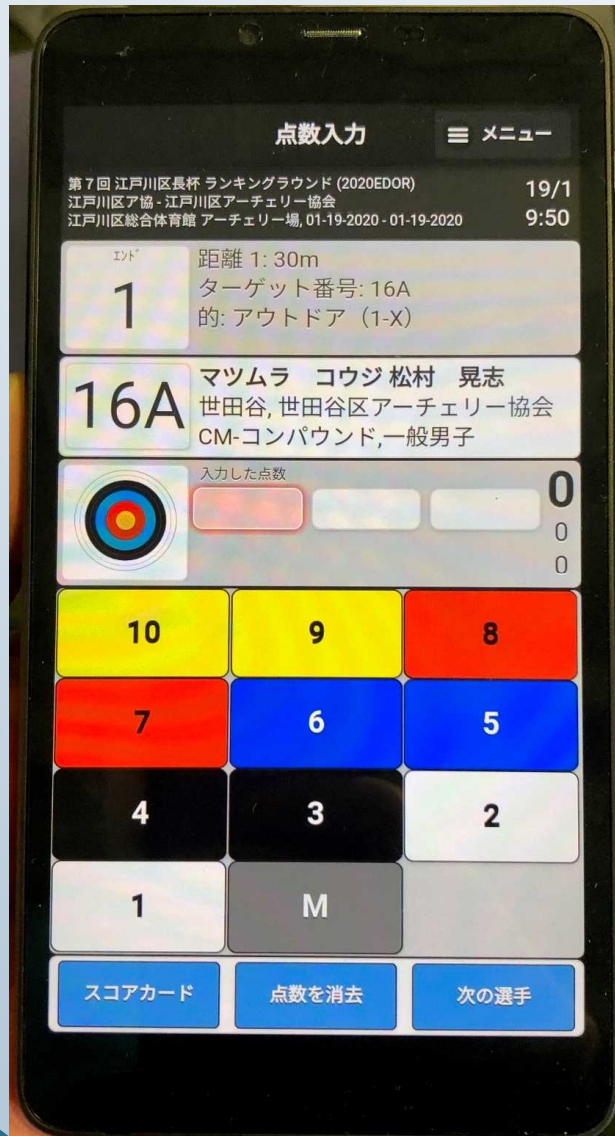 点数入力
≡ メニュー
第7回 江戸川区長杯 ランキングラウンド (2020EDOR)
江戸川区ア協 - 江戸川区アーチェリー協会
江戸川区総合体育館 アーチェリー場, 01-19-2020 - 01-19-2020
19/1
9:50
エンド
1
距離 1: 30m
ターゲット番号: 16A
的: アウトドア（1-X）
16A
マツムラ コウジ 松村 晃志
世田谷, 世田谷区アーチェリー協会
CM-コンパウンド,一般男子
入力した点数
0
0
0
10 9 8
7 6 5
4 3 2
1 M
スコアカード 点数を消去 次の選手